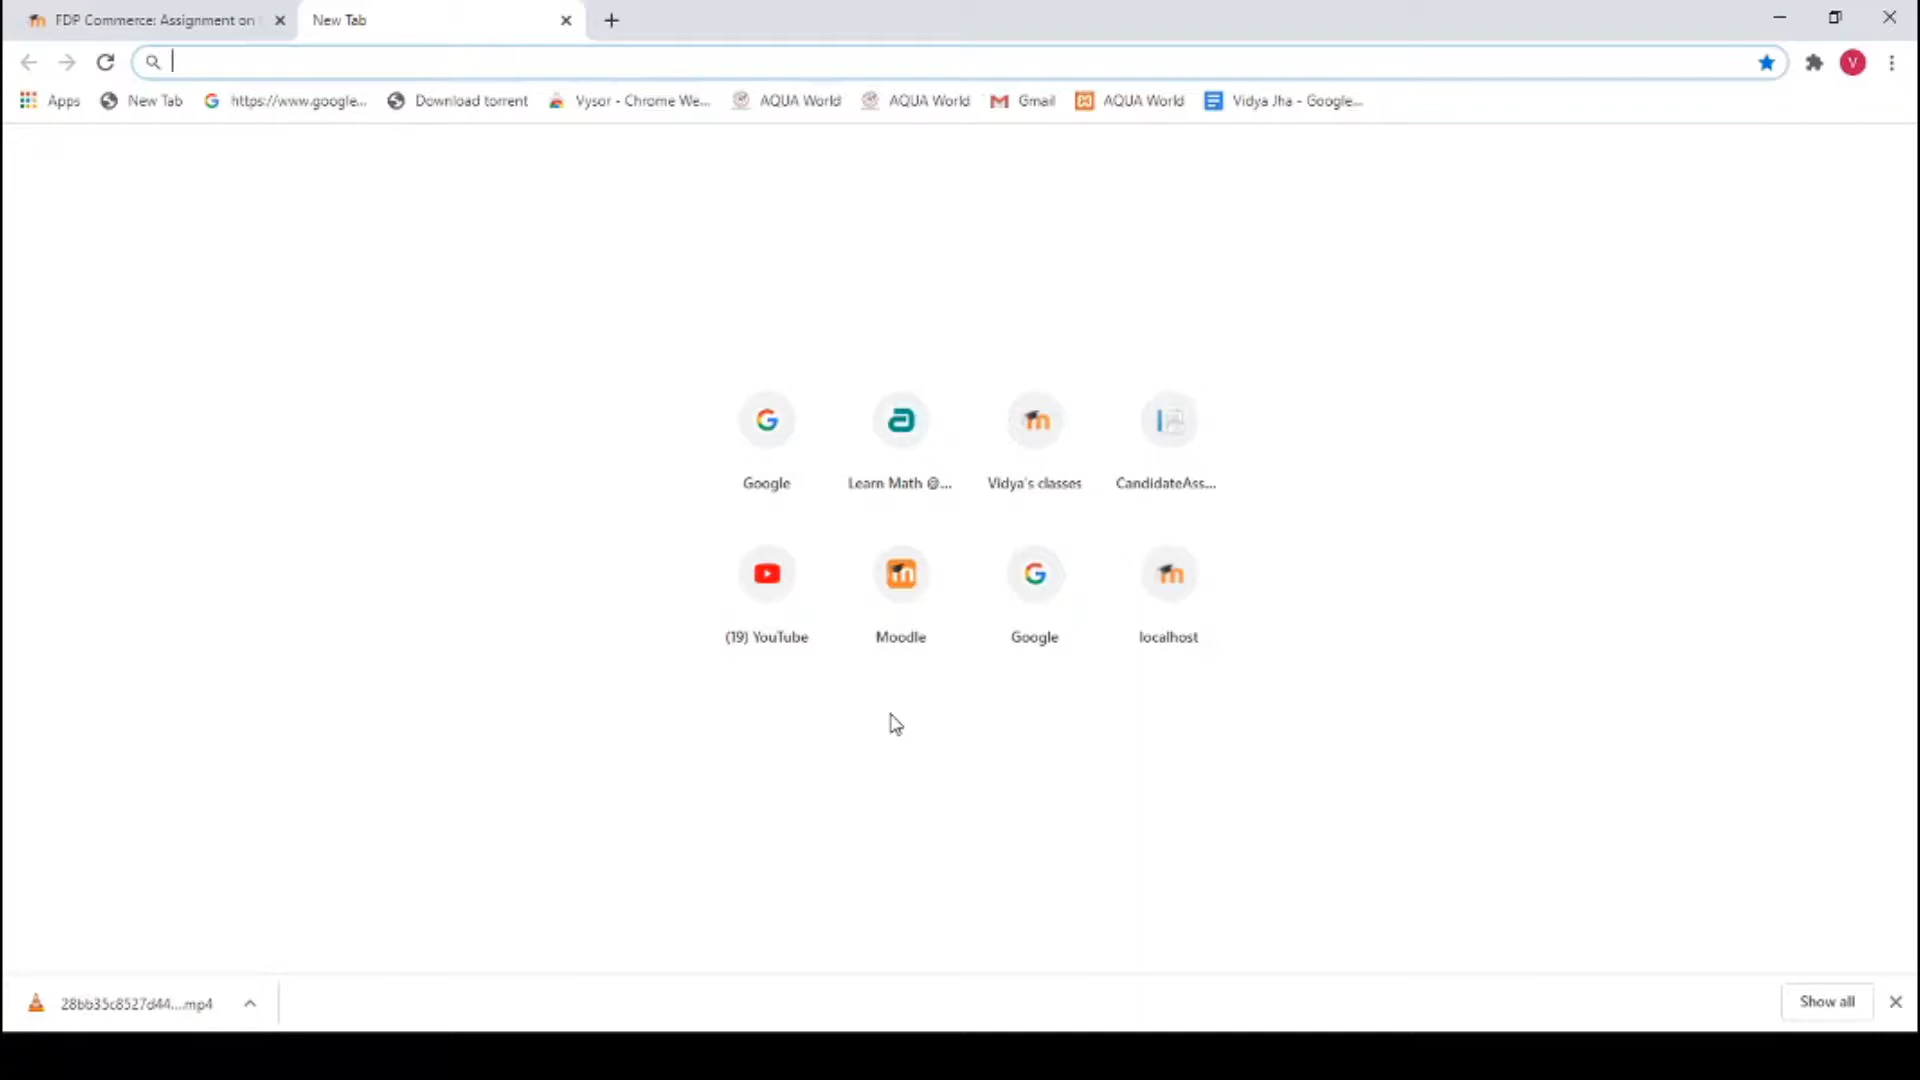 FDP Commerce: Assignment on
New Tab
Apps
New Tab
https://www.google...
Download torrent
Vysor - Chrome We...
AQUA World
AQUA World
Gmail
AQUA World
Vidya Jha - Google...
V
Google
Learn Math @...
Vidya's classes
CandidateAss...
(19) YouTube
Moodle
Google
localhost
28bb35c8527d44....mp4
Show all